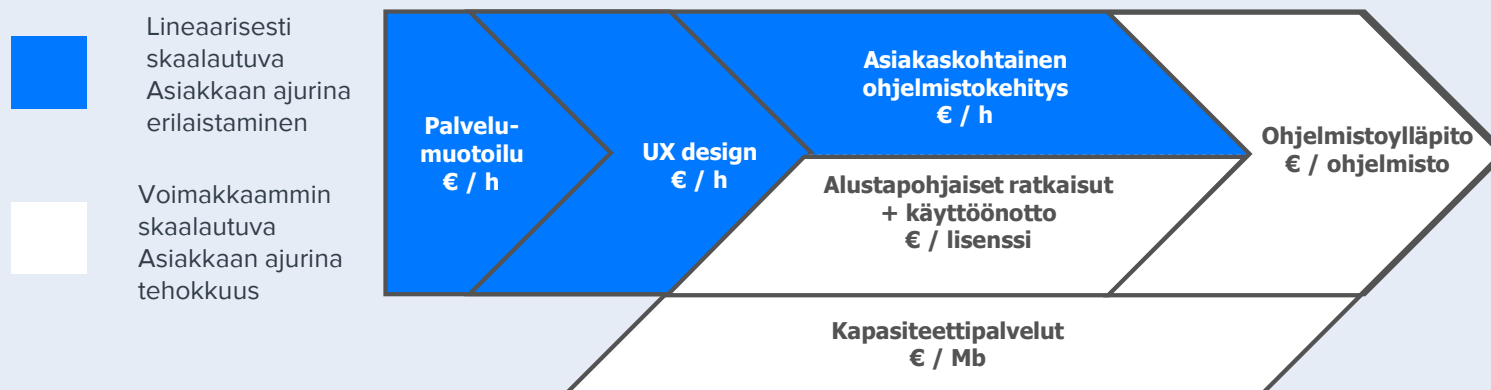 Lineaarisesti
skaalautuva
Asiakkaan ajurina
erilaistaminen
Voimakkaammin
skaalautuva
Asiakkaan ajurina
tehokkuus
Palvelu-
muotoilu
€ / h
UX design
€ / h
Asiakaskohtainen
ohjelmistokehitys
€ / h
Alustapohjaiset ratkaisut
+ käyttöönotto
€ / lisenssi
Ohjelmistoylläpito
€ / ohjelmisto
Kapasiteettipalvelut
€ / Mb